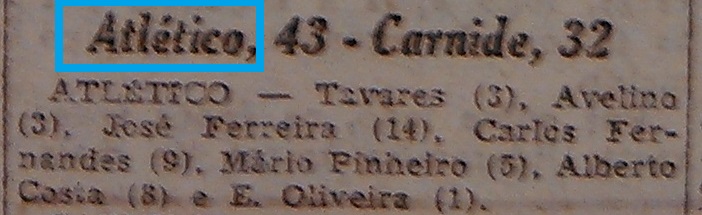 Atlético, 43 - Carnide, 32
ATLÉTICO — Tavares (3), Avelino
(3), José Ferreira (14), Carlos Fer-
nandes (9), Mário Pinheiro (5), Alberto
Costa (8) e E. Oliveira (1).